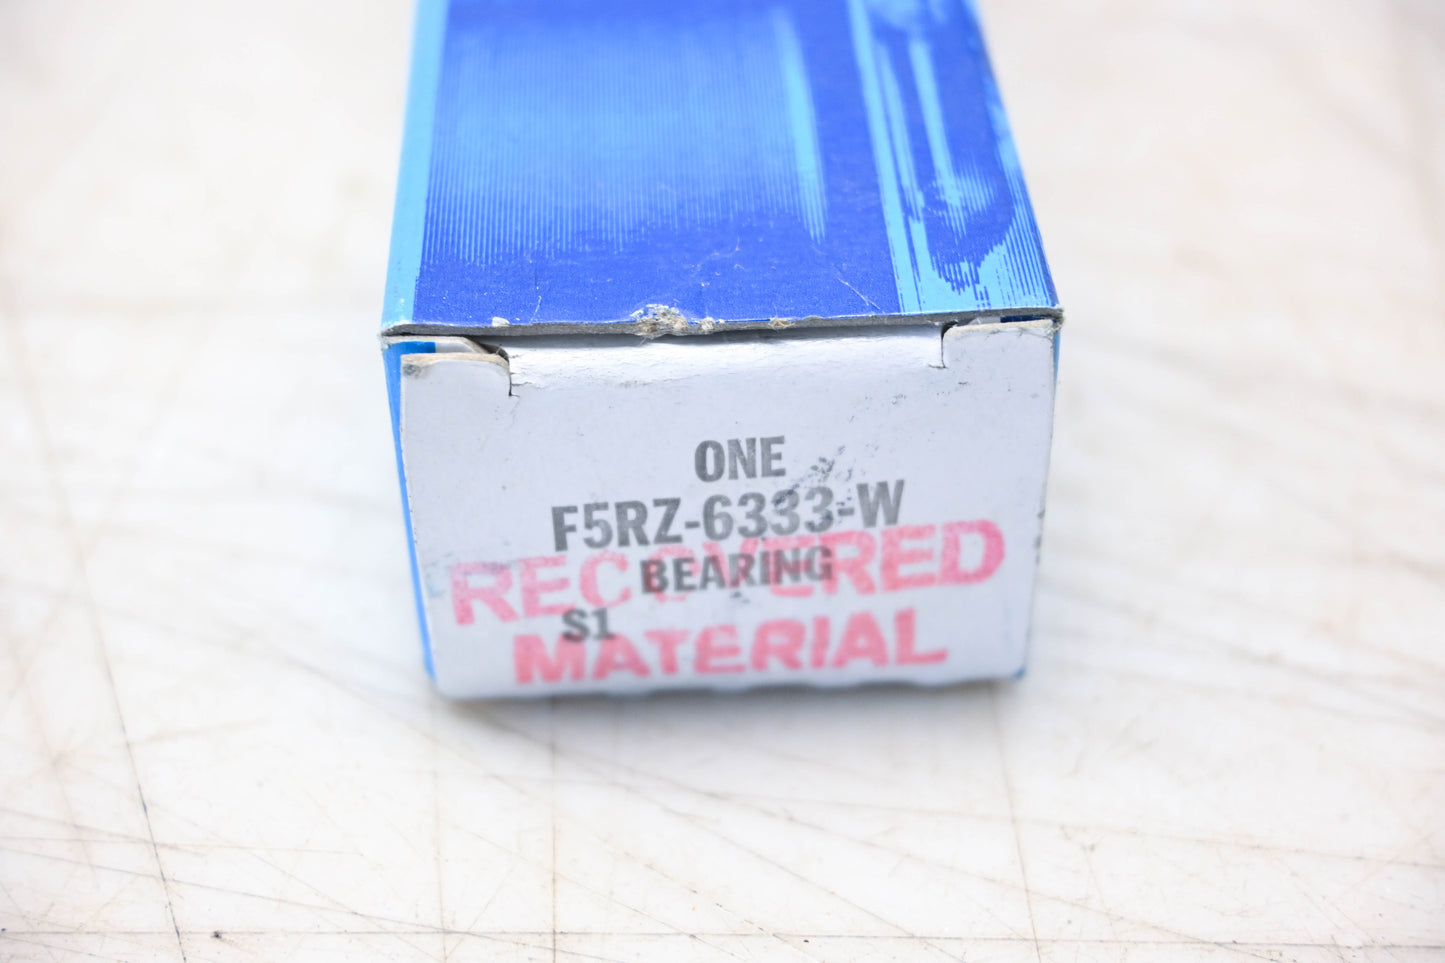 ONE
F5RZ-6333-W
RECOVERED
BEARING
S1
MATERIAL